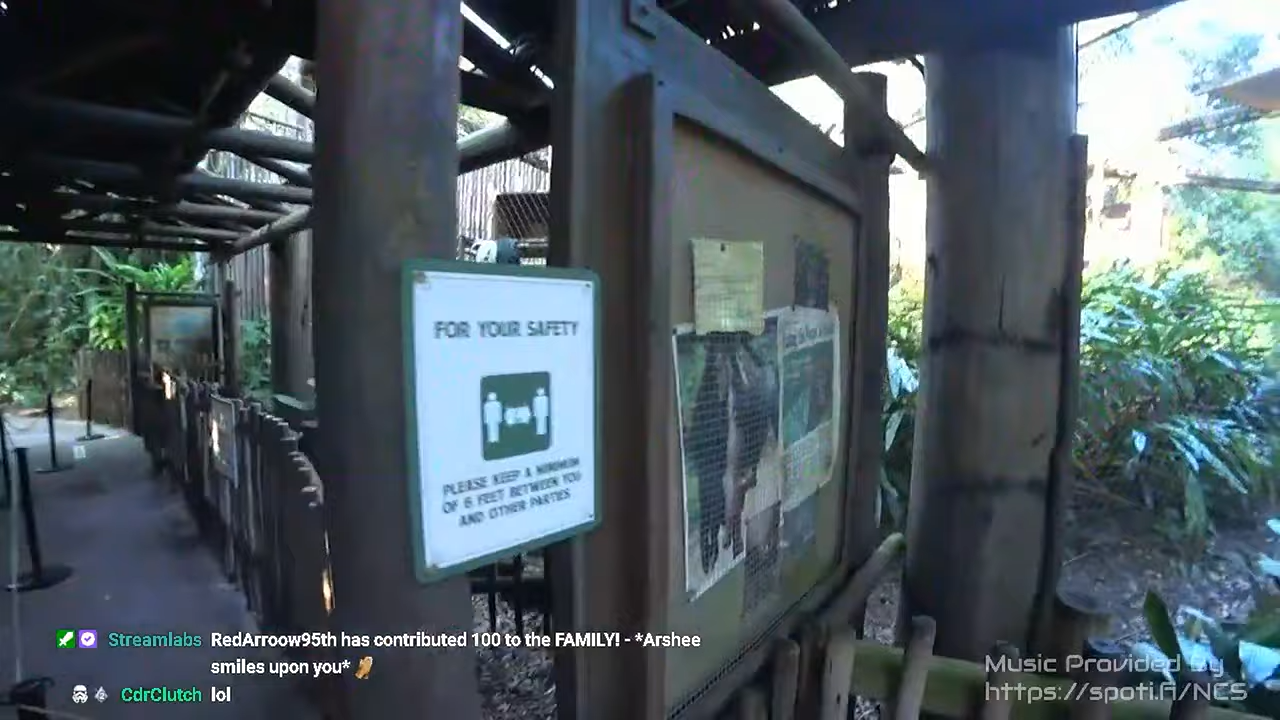 FOR YOUR SAFETY
PLEASE KEEP A MINIMUM
OF 6 FEET BETWEEN YOU
AND OTHER PARTIES
Streamlabs RedArroow95th has contributed 100 to the FAMILY! - *Arshee
smiles upon you*
CdrClutch lol
Music Provided By
https://spoti.fi/NCS